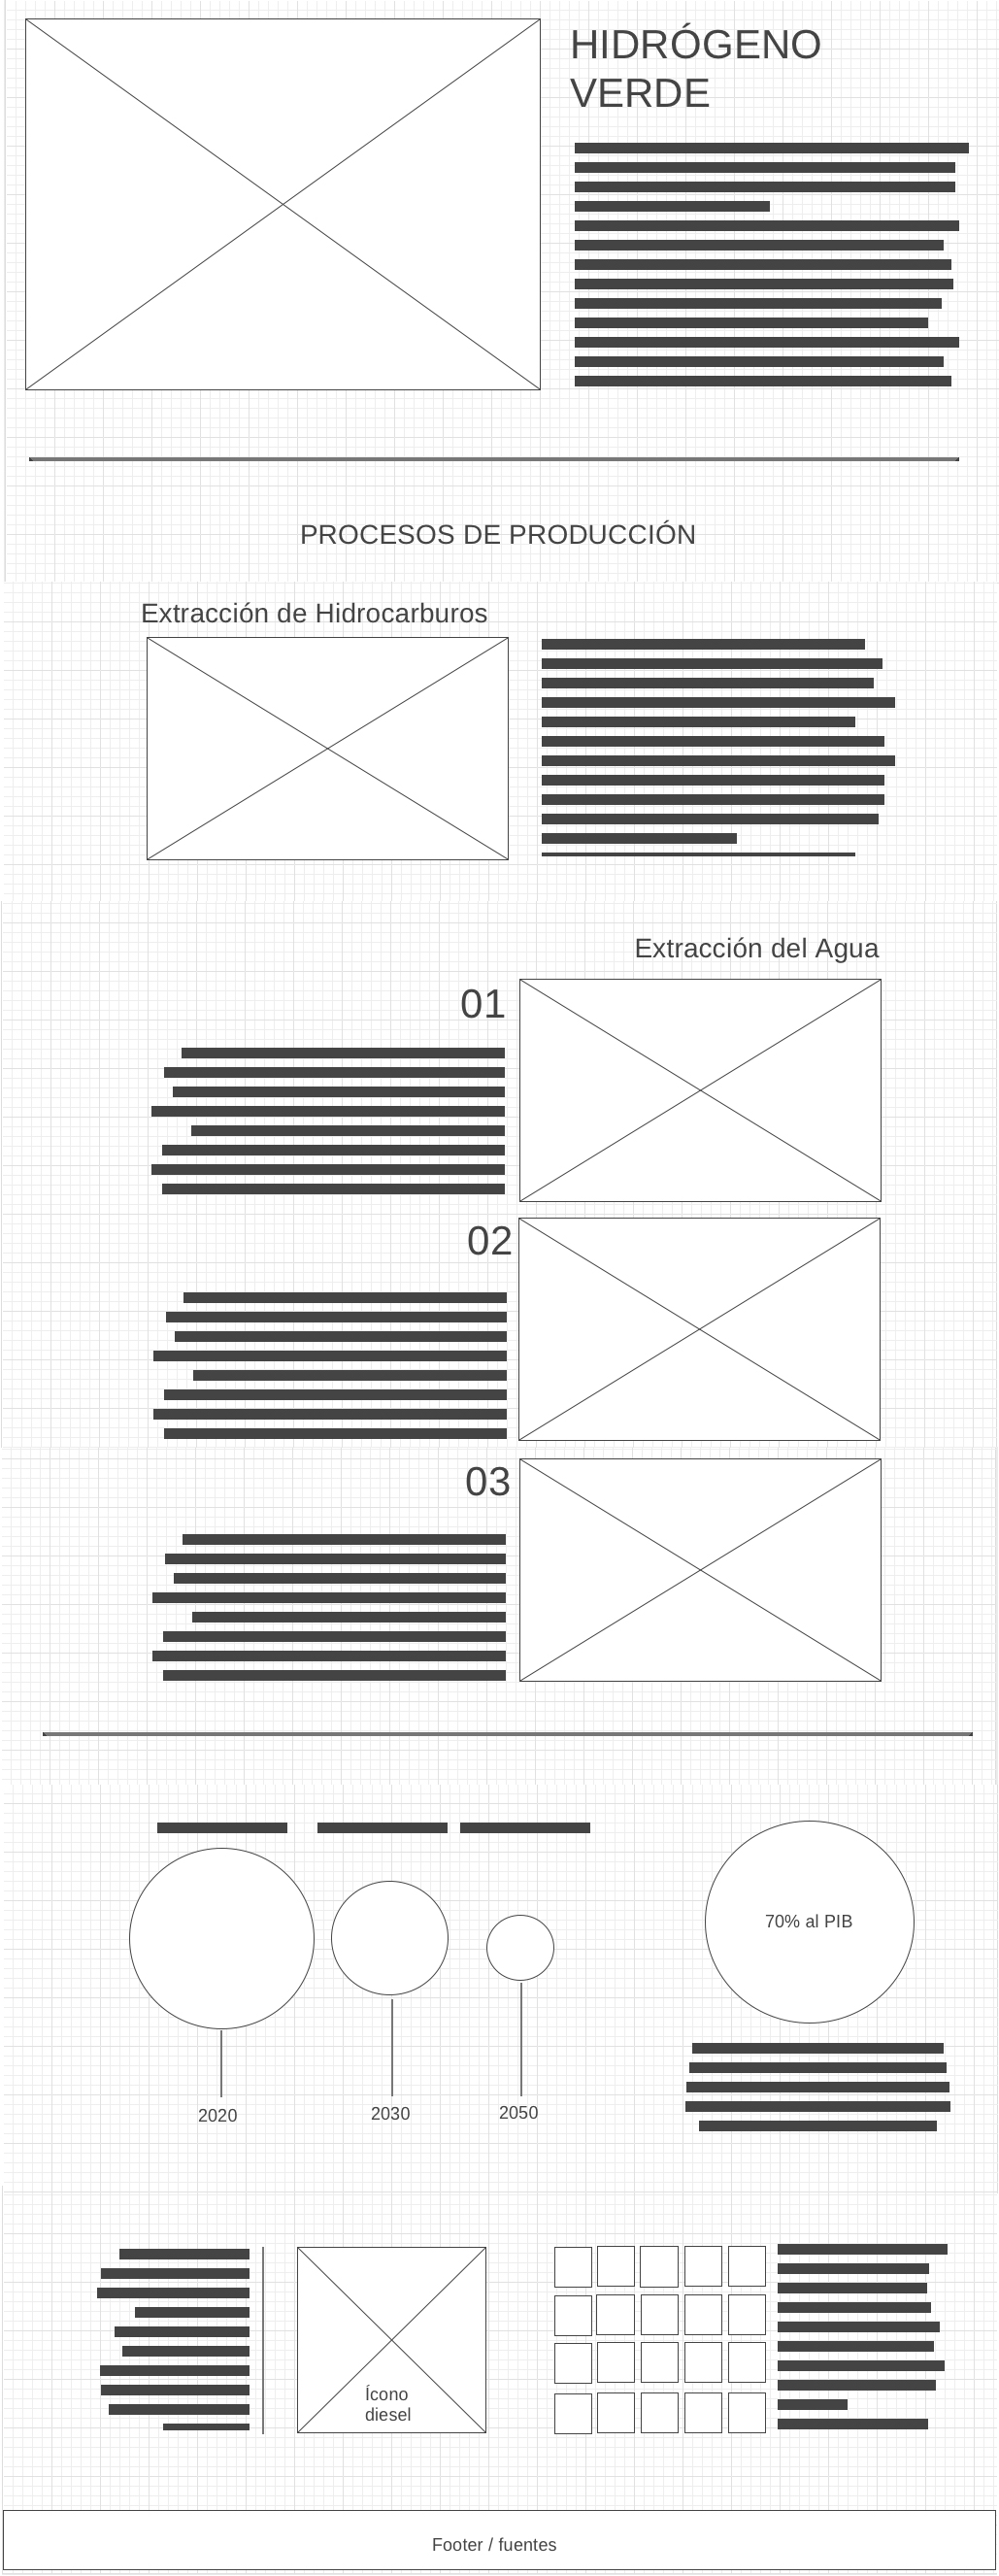 HIDRÓGENO
VERDE
PROCESOS DE PRODUCCIÓN
Extracción de Hidrocarburos
Extracción del Agua
01
02
03
70% al PIB
2020
2030
2050
Ícono
diesel
Footer / fuentes